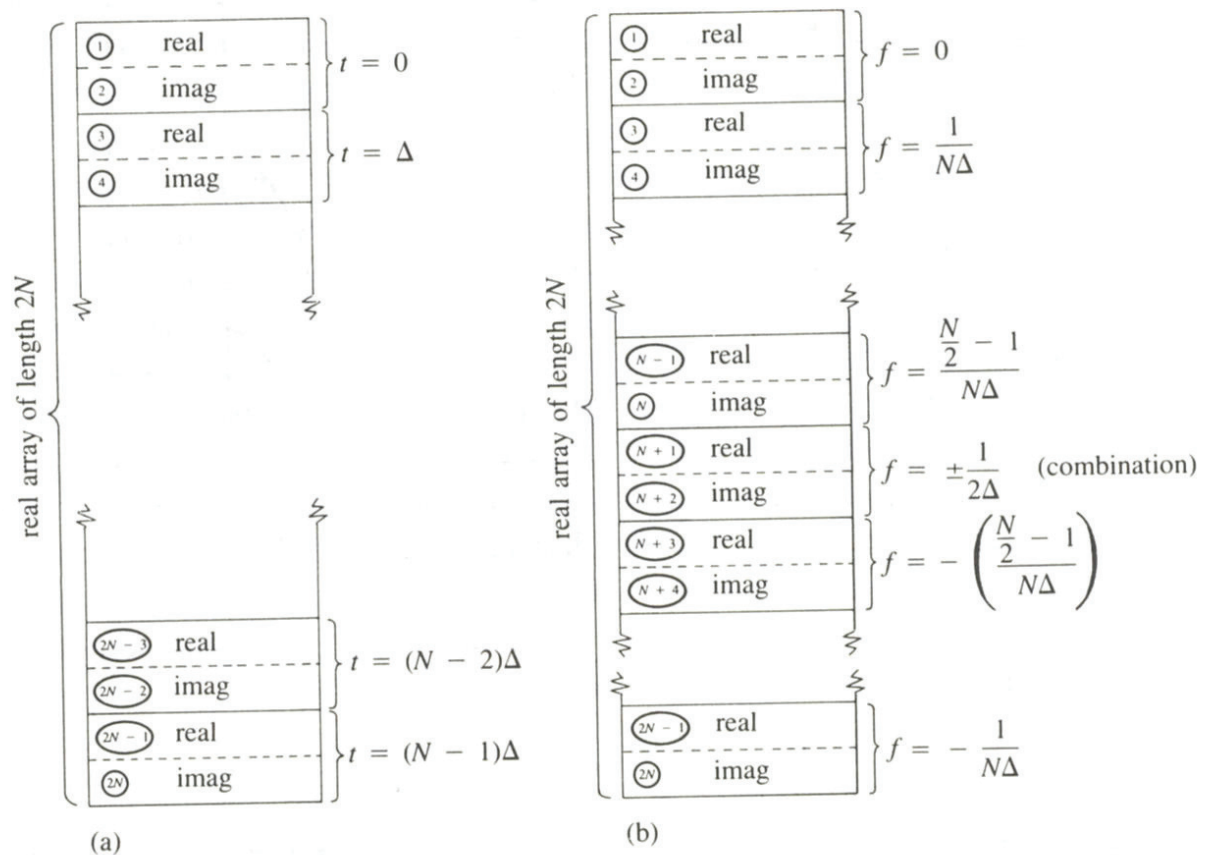 real array of length 2N
① real
② imag
t = 0
③ real
④ imag
t = Δ
2N − 3 real
2N − 2 imag
t = (N − 2)Δ
2N − 1 real
2N imag
t = (N − 1)Δ
(a)
real array of length 2N
① real
② imag
f = 0
③ real
④ imag
f = 1/NΔ
N − 1 real
N imag
f = (N/2 − 1)/NΔ
N + 1 real
N + 2 imag
f = ± 1/2Δ (combination)
N + 3 real
N + 4 imag
f = − ((N/2 − 1)/NΔ)
2N − 1 real
2N imag
f = − 1/NΔ
(b)